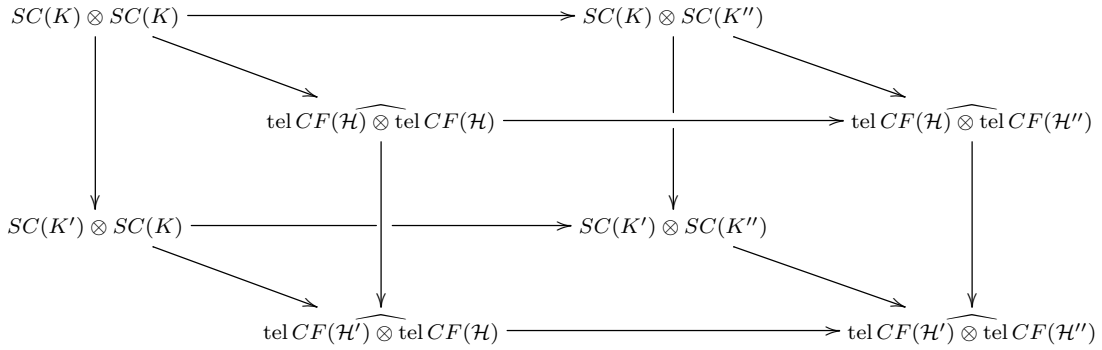 SC(K) ⊗ SC(K) SC(K) ⊗ SC(K″)
tel CF(ℋ) ⊗̂ tel CF(ℋ) tel CF(ℋ) ⊗̂ tel CF(ℋ″)
SC(K′) ⊗ SC(K) SC(K′) ⊗ SC(K″)
tel CF(ℋ′) ⊗̂ tel CF(ℋ) tel CF(ℋ′) ⊗̂ tel CF(ℋ″)